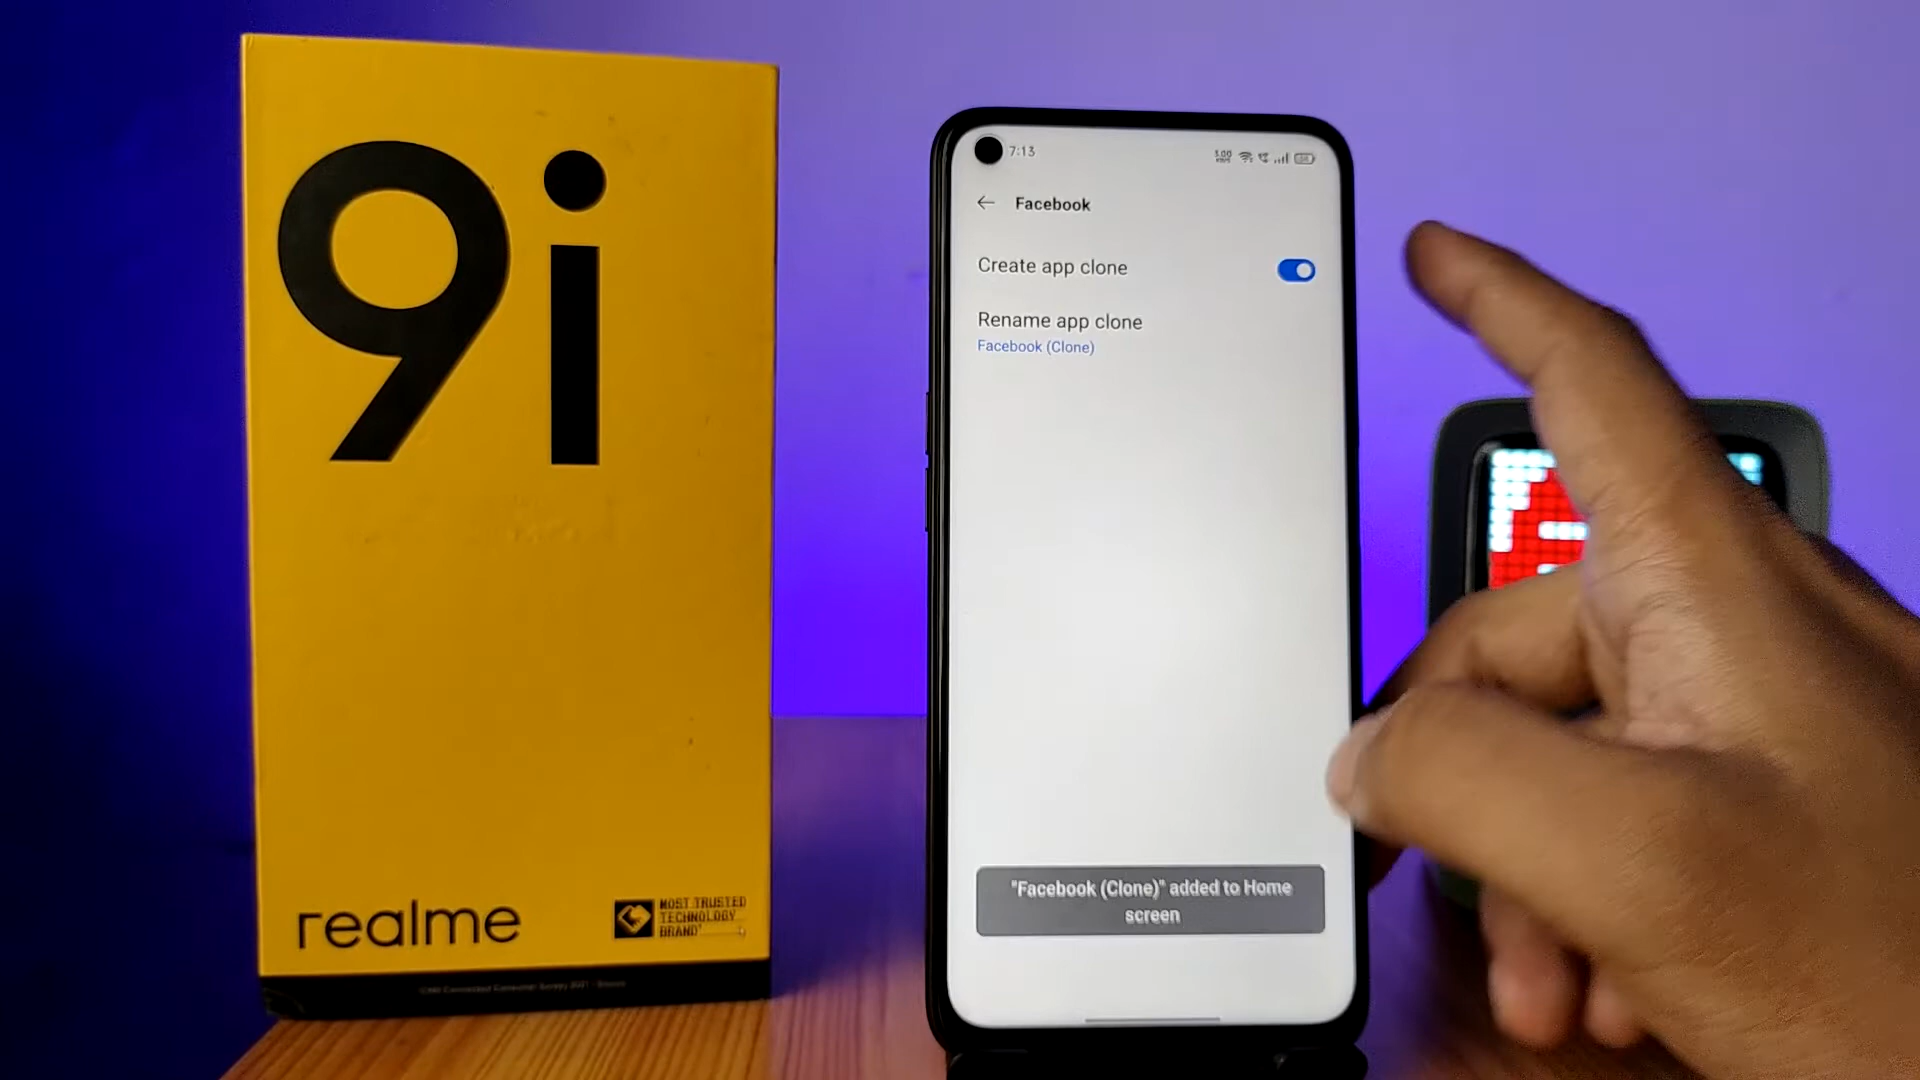 9i
realme
MOST TRUSTED
TECHNOLOGY
BRAND
7:13
Facebook
Create app clone
Rename app clone
Facebook (Clone)
"Facebook (Clone)" added to Home
screen